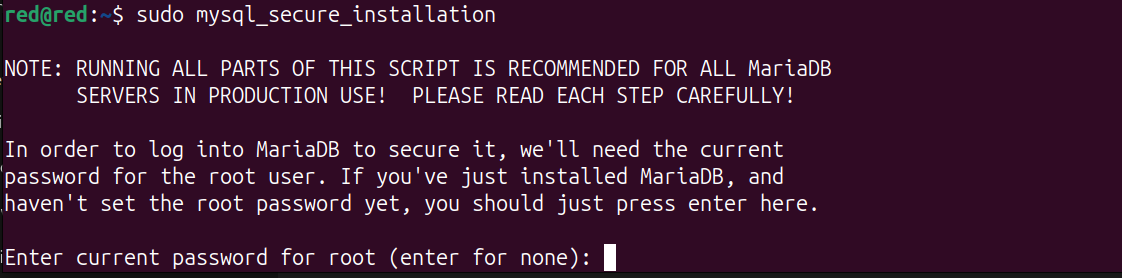 red@red:~$ sudo mysql_secure_installation
NOTE: RUNNING ALL PARTS OF THIS SCRIPT IS RECOMMENDED FOR ALL MariaDB
SERVERS IN PRODUCTION USE!  PLEASE READ EACH STEP CAREFULLY!
In order to log into MariaDB to secure it, we'll need the current
password for the root user. If you've just installed MariaDB, and
haven't set the root password yet, you should just press enter here.
Enter current password for root (enter for none):